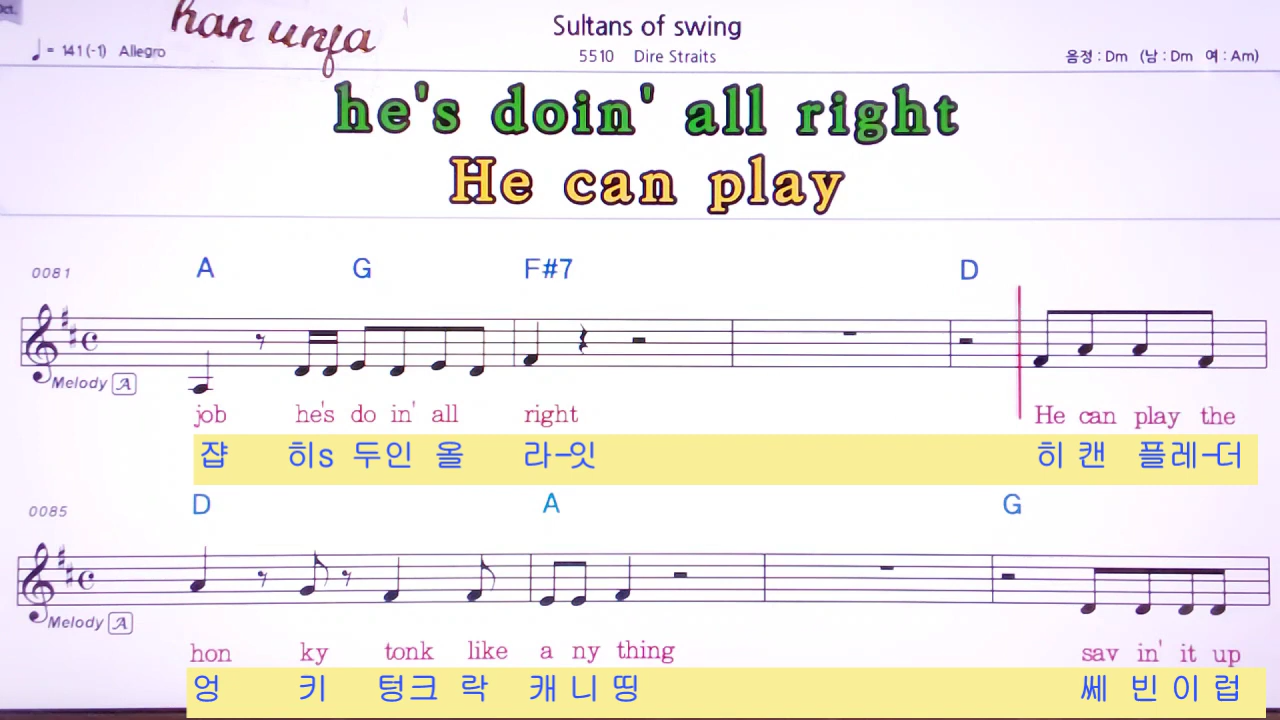 Oct.
han unja
Sultans of swing
♩ = 141 (-1) Allegro
5510 Dire Straits
음정 : Dm (남 : Dm 여 : Am)
he's doin' all right
He can play
0081
A G F#7 D
Melody A
job he's do in' all right He can play the
쟙 히s 두인 올 라-잇 히 캔 플레-더
0085
D A G
Melody A
hon ky tonk like a ny thing sav in' it up
엉 키 텅크 락 캐 니 띵 쎄 빈 이 럽